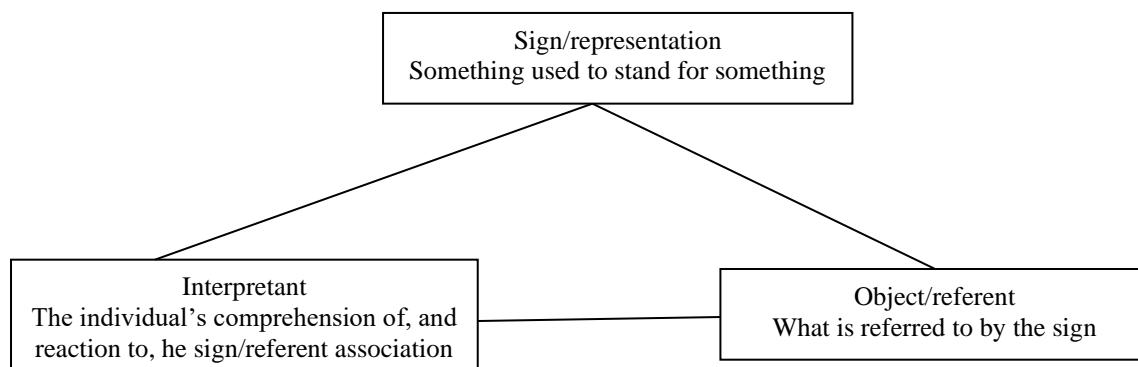 Sign/representation
Something used to stand for something
Interpretant
The individual’s comprehension of, and
reaction to, he sign/referent association
Object/referent
What is referred to by the sign